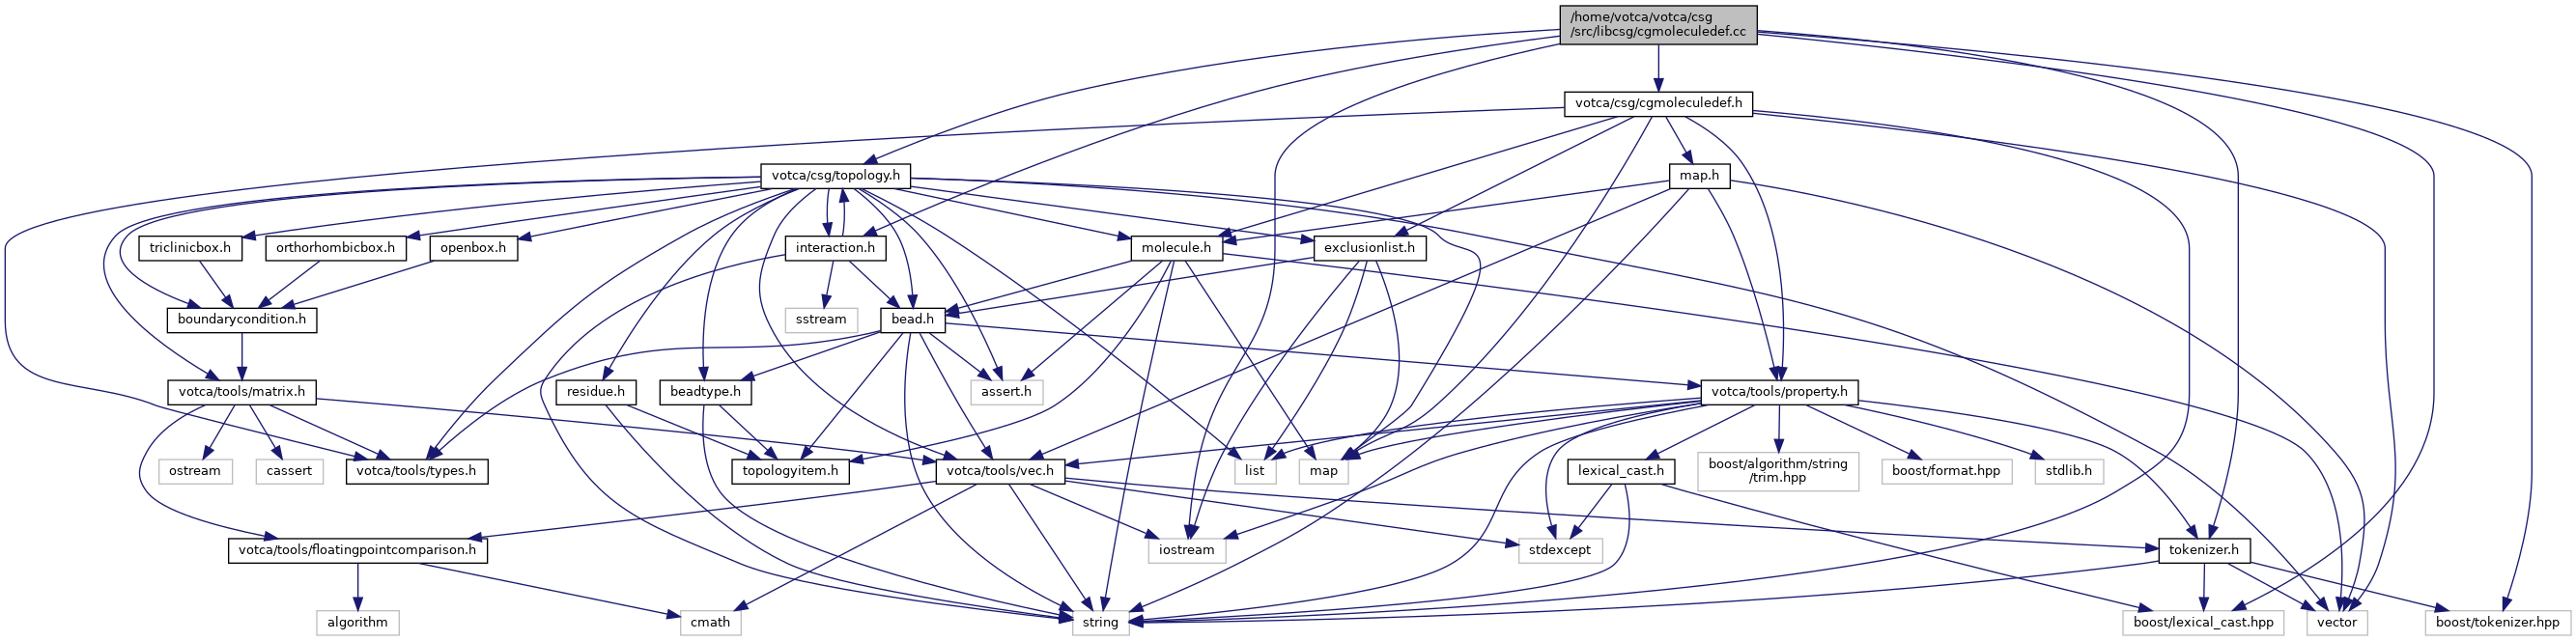 /home/votca/votca/csg
/src/libcsg/cgmoleculedef.cc
votca/csg/cgmoleculedef.h
votca/csg/topology.h
map.h
triclinicbox.h
orthorhombicbox.h
openbox.h
interaction.h
molecule.h
exclusionlist.h
boundarycondition.h
sstream
bead.h
votca/tools/matrix.h
residue.h
beadtype.h
assert.h
votca/tools/property.h
ostream
cassert
votca/tools/types.h
topologyitem.h
votca/tools/vec.h
list
map
lexical_cast.h
boost/algorithm/string
/trim.hpp
boost/format.hpp
stdlib.h
votca/tools/floatingpointcomparison.h
iostream
stdexcept
tokenizer.h
algorithm
cmath
string
boost/lexical_cast.hpp
vector
boost/tokenizer.hpp